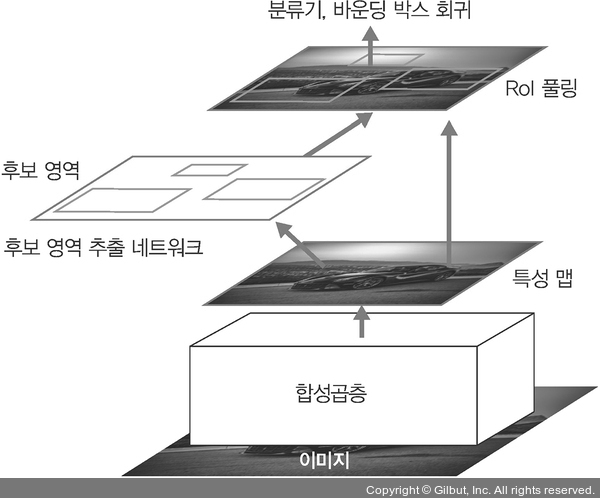 분류기, 바운딩 박스 회귀
RoI 풀링
후보 영역
후보 영역 추출 네트워크
특성 맵
합성곱층
이미지
Copyright © Gilbut, Inc. All rights reserved.